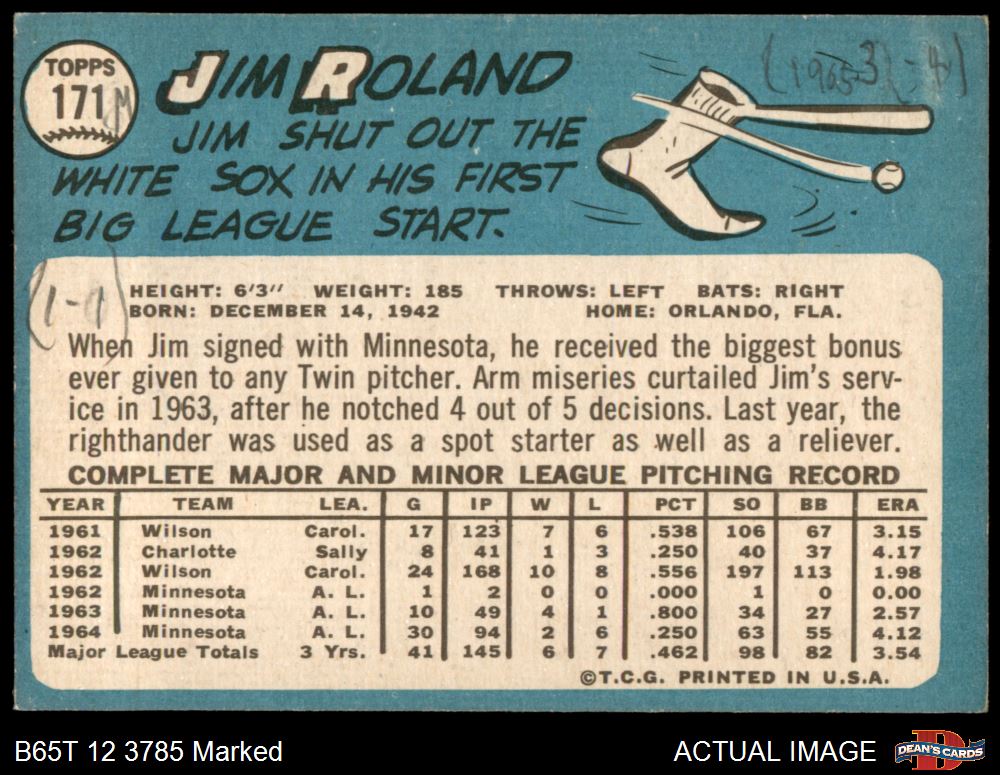 TOPPS
171
JIM ROLAND
(1965-3)(-4)
JIM SHUT OUT THE
WHITE SOX IN HIS FIRST
BIG LEAGUE START.
(1-1)
HEIGHT: 6'3" WEIGHT: 185 THROWS: LEFT BATS: RIGHT
BORN: DECEMBER 14, 1942 HOME: ORLANDO, FLA.
When Jim signed with Minnesota, he received the biggest bonus
ever given to any Twin pitcher. Arm miseries curtailed Jim's serv-
ice in 1963, after he notched 4 out of 5 decisions. Last year, the
righthander was used as a spot starter as well as a reliever.
COMPLETE MAJOR AND MINOR LEAGUE PITCHING RECORD
YEAR TEAM LEA. G IP W L PCT SO BB ERA
1961 Wilson Carol. 17 123 7 6 .538 106 67 3.15
1962 Charlotte Sally 8 41 1 3 .250 40 37 4.17
1962 Wilson Carol. 24 168 10 8 .556 197 113 1.98
1962 Minnesota A. L. 1 2 0 0 .000 1 0 0.00
1963 Minnesota A. L. 10 49 4 1 .800 34 27 2.57
1964 Minnesota A. L. 30 94 2 6 .250 63 55 4.12
Major League Totals 3 Yrs. 41 145 6 7 .462 98 82 3.54
©T.C.G. PRINTED IN U.S.A.
B65T 12 3785 Marked
ACTUAL IMAGE
DEAN'S CARDS